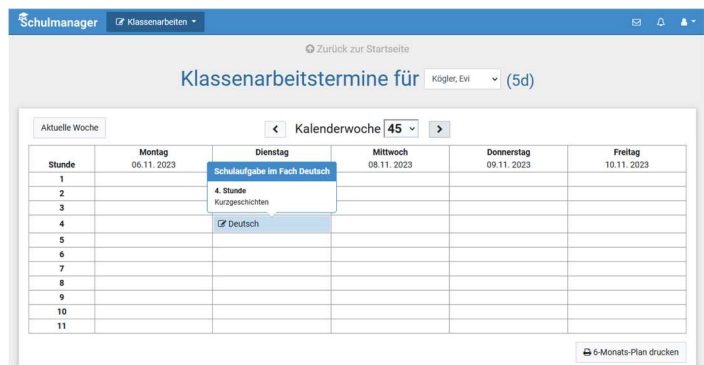 Schulmanager Klassenarbeiten
Zurück zur Startseite
Klassenarbeitstermine für Kögler, Evi (5d)
Aktuelle Woche Kalenderwoche 45
Stunde Montag 06.11. 2023 Dienstag Mittwoch 08.11. 2023 Donnerstag 09.11. 2023 Freitag 10.11. 2023
Schulaufgabe im Fach Deutsch
4. Stunde
Kurzgeschichten
1
2
3
4 Deutsch
5
6
7
8
9
10
11
6-Monats-Plan drucken